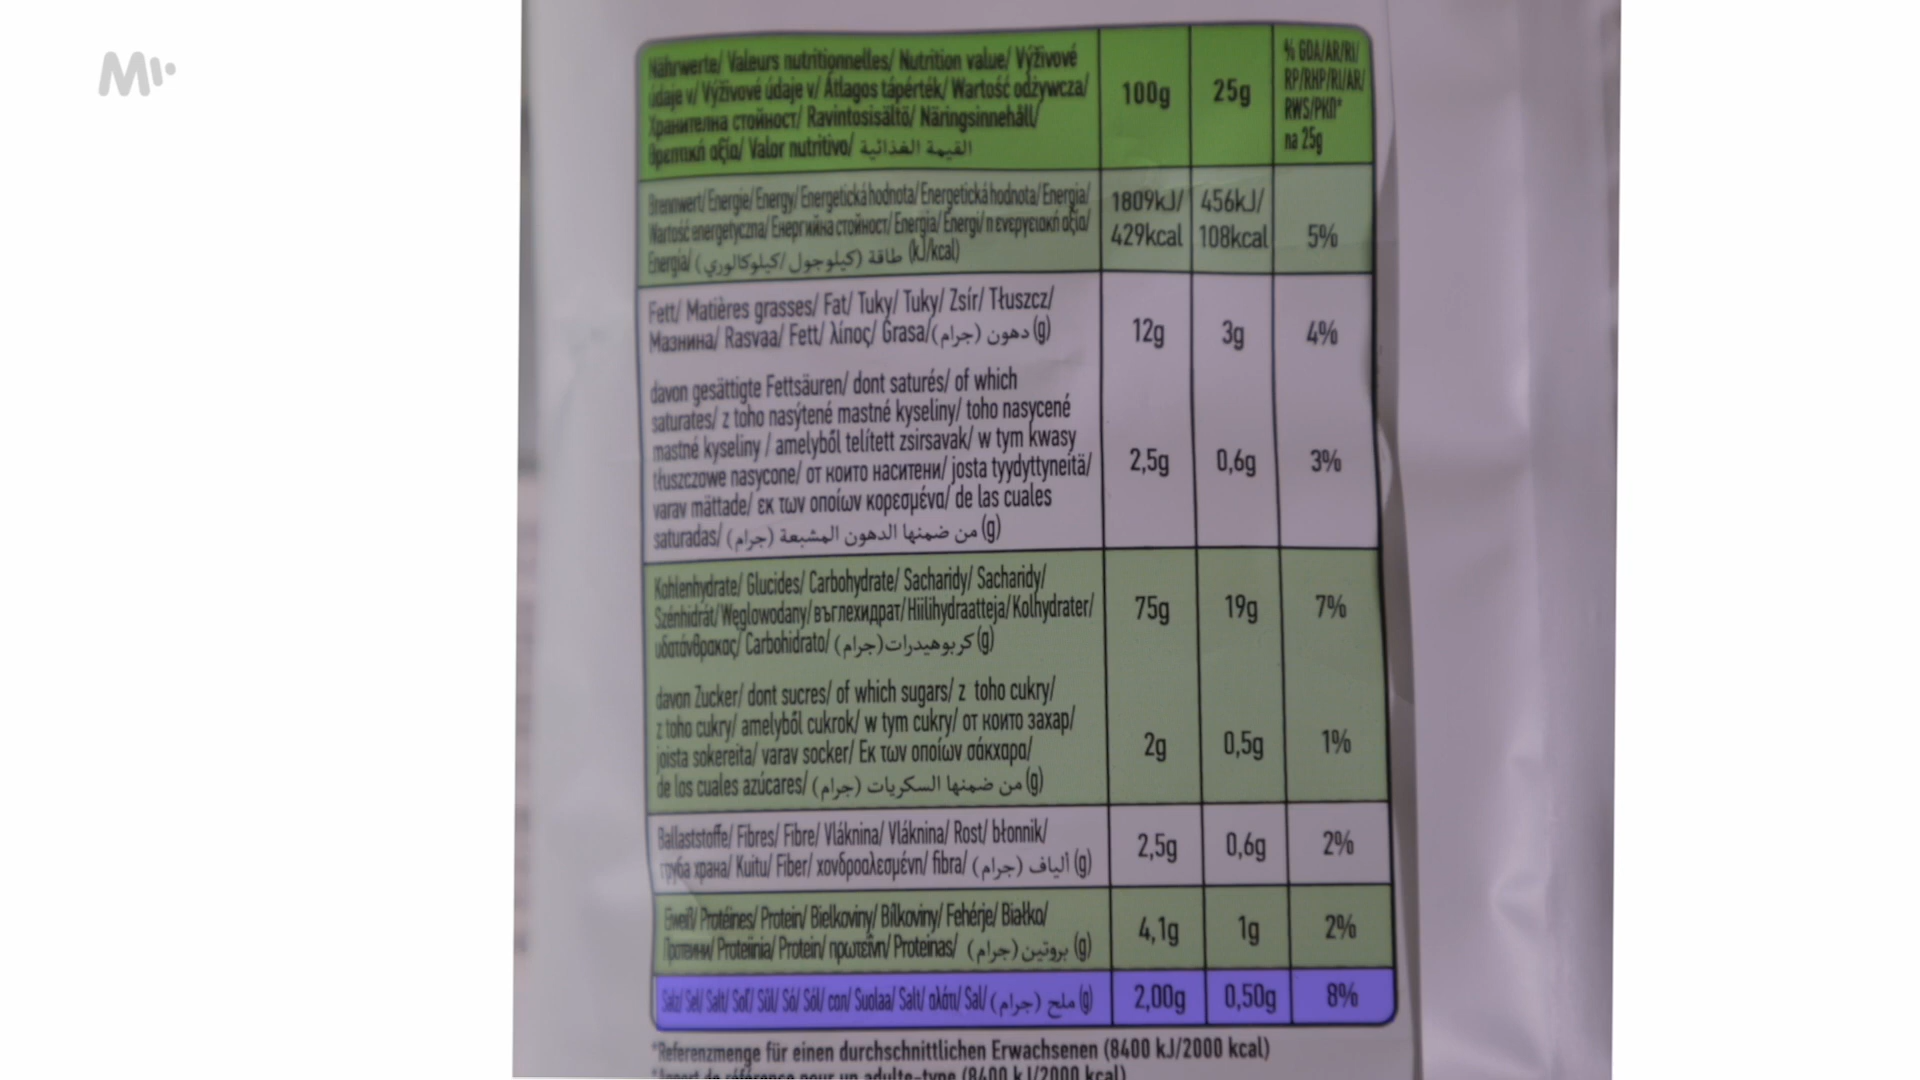 M
Nährwerte/ Valeurs nutritionnelles/ Nutrition value/ Výživové
údaje v/ Výživové údaje v/ Átlagos tápérték/ Wartość odżywcza/
Хранителна стойност/ Ravintosisältö/ Näringsinnehåll/
θρεπτική αξία/ Valor nutritivo/ القيمة الغذائية
100g
25g
% GDA/AR/RI/
RP/RHP/RI/AR/
RWS/PKD*
na 25g
Brennwert/ Energie/ Energy/ Energetická hodnota/ Energetická hodnota/ Energia/
Wartość energetyczna/ Енергийна стойност/ Energia/ Energi/ η ενεργειακή αξία/
Energía/ طاقة (كيلوجول/كيلوكالوري) (kJ/kcal)
1809kJ/
429kcal
456kJ/
108kcal
5%
Fett/ Matières grasses/ Fat/ Tuky/ Tuky/ Zsír/ Tłuszcz/
Мазнина/ Rasvaa/ Fett/ λίπος/ Grasa/ دهون (جرام) (g)
12g
3g
4%
davon gesättigte Fettsäuren/ dont saturés/ of which
saturates/ z toho nasýtené mastné kyseliny/ toho nasycené
mastné kyseliny / amelyből telített zsirsavak/ w tym kwasy
tłuszczowe nasycone/ от които наситени/ josta tyydyttyneitä/
varav mättade/ εκ των οποίων κορεσμένα/ de las cuales
saturadas/ من ضمنها الدهون المشبعة (جرام) (g)
2,5g
0,6g
3%
Kohlenhydrate/ Glucides/ Carbohydrate/ Sacharidy/ Sacharidy/
Szénhidrát/ Węglowodany/ въглехидрат/ Hiilihydraatteja/ Kolhydrater/
υδατάνθρακας/ Carbohidrato/ كربوهيدرات (جرام) (g)
75g
19g
7%
davon Zucker/ dont sucres/ of which sugars/ z toho cukry/
z toho cukry/ amelyből cukrok/ w tym cukry/ от които захар/
joista sokereita/ varav socker/ Εκ των οποίων σάκχαρα/
de los cuales azúcares/ من ضمنها السكريات (جرام) (g)
2g
0,5g
1%
Ballaststoffe/ Fibres/ Fibre/ Vláknina/ Vláknina/ Rost/ błonnik/
груба храна/ Kuitu/ Fiber/ χονδροαλεσμένη/ fibra/ ألياف (جرام) (g)
2,5g
0,6g
2%
Eiweiß/ Protéines/ Protein/ Bielkoviny/ Bílkoviny/ Fehérje/ Białko/
Протеини/ Proteiinia/ Protein/ πρωτεΐνη/ Proteinas/ بروتين (جرام) (g)
4,1g
1g
2%
Salz/ Sel/ Salt/ Soľ/ Sůl/ Só/ Sól/ сол/ Suolaa/ Salt/ αλάτι/ Sal/ ملح (جرام) (g)
2,00g
0,50g
8%
*Referenzmenge für einen durchschnittlichen Erwachsenen (8400 kJ/2000 kcal)
référence pour un adulte-type (8400 kJ/2000 kcal)